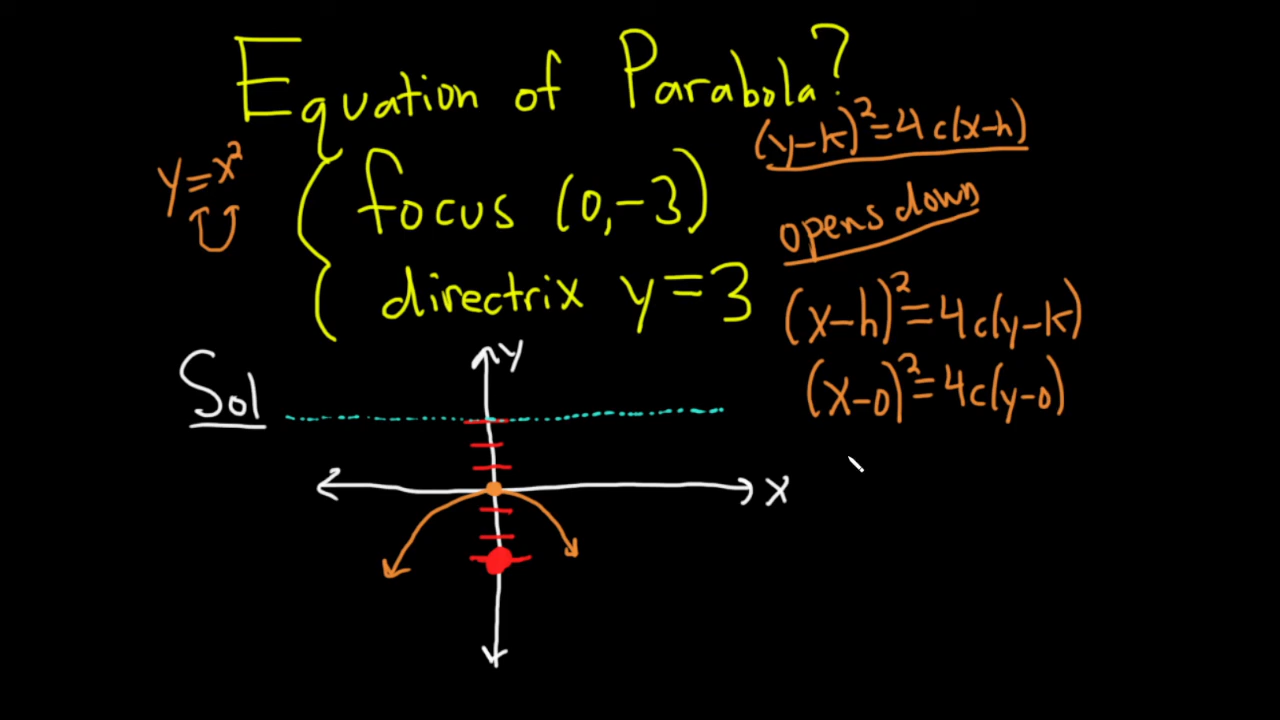 Equation of Parabola?
(y-k)²=4c(x-h)
y=x²
focus (0,-3)
opens down
directrix y=3
(x-h)²=4c(y-k)
Sol
y
(x-0)²=4c(y-0)
x